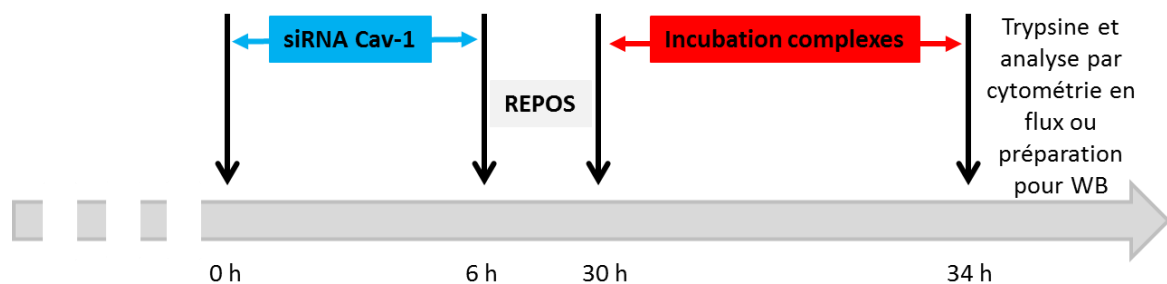 siRNA Cav-1
Incubation complexes
REPOS
Trypsine et
analyse par
cytométrie en
flux ou
préparation
pour WB
0 h
6 h
30 h
34 h